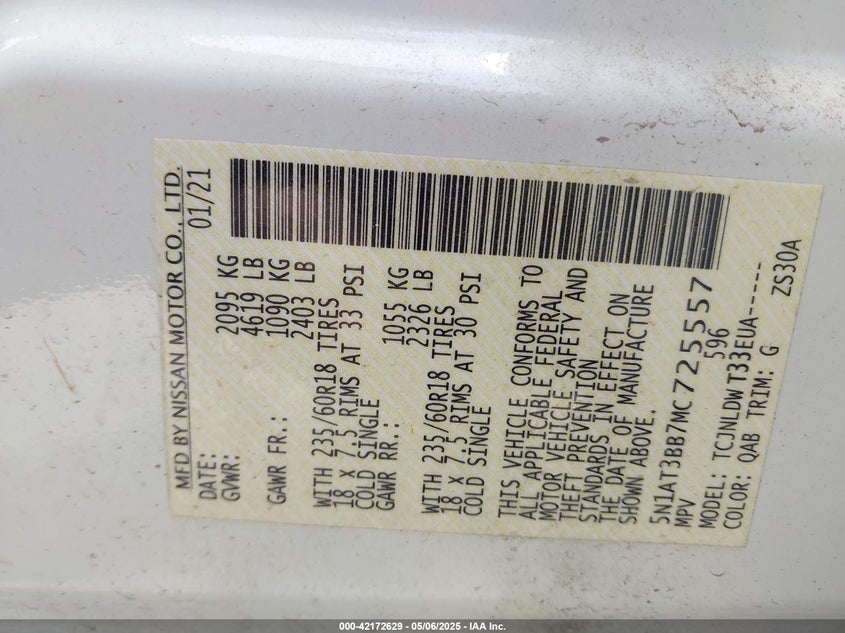 MFD BY NISSAN MOTOR CO., LTD.
DATE: 01/21
GVWR: 2095 KG
4619 LB
GAWR FR.: 1090 KG
2403 LB
WITH 235/60R18 TIRES
18 X 7.5 RIMS AT 33 PSI
COLD SINGLE
GAWR RR.: 1055 KG
2326 LB
WITH 235/60R18 TIRES
18 X 7.5 RIMS AT 30 PSI
COLD SINGLE
THIS VEHICLE CONFORMS TO
ALL APPLICABLE FEDERAL
MOTOR VEHICLE SAFETY AND
THEFT PREVENTION
STANDARDS IN EFFECT ON
THE DATE OF MANUFACTURE
SHOWN ABOVE.
5N1AT3BB7MC725557
MPV 596
MODEL: TCJNLDWT33EUA------
COLOR: QAB TRIM: G ZS30A
000-42172629 - 05/06/2025 - IAA Inc.